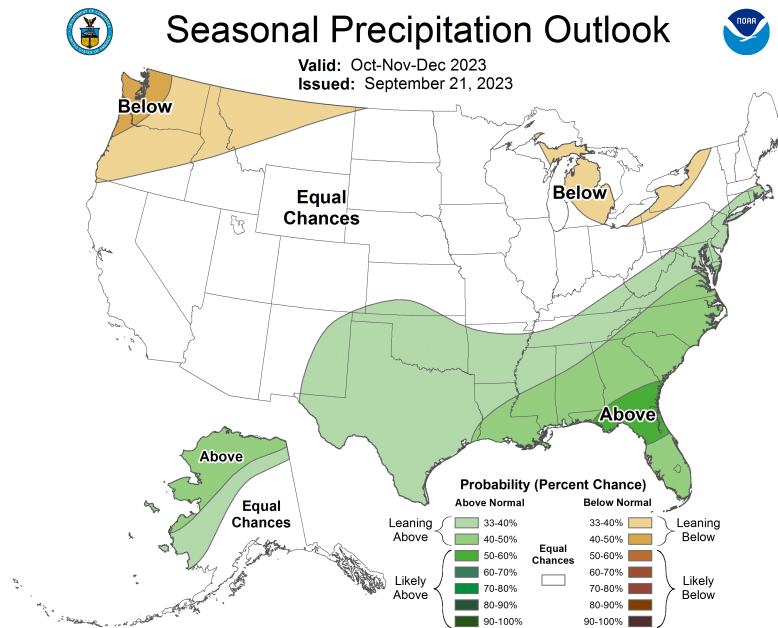 Seasonal Precipitation Outlook
NOAA
Valid: Oct-Nov-Dec 2023
Issued: September 21, 2023
Below
Equal
Chances
Below
Above
Above
Equal
Chances
Probability (Percent Chance)
Above Normal
Below Normal
Leaning
Above
33-40%
40-50%
Likely
Above
50-60%
60-70%
70-80%
80-90%
90-100%
Equal
Chances
33-40%
40-50%
Leaning
Below
50-60%
60-70%
70-80%
80-90%
90-100%
Likely
Below